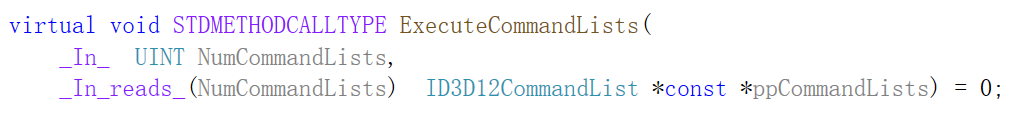 virtual void STDMETHODCALLTYPE ExecuteCommandLists(
    _In_  UINT NumCommandLists,
    _In_reads_(NumCommandLists)  ID3D12CommandList *const *ppCommandLists) = 0;